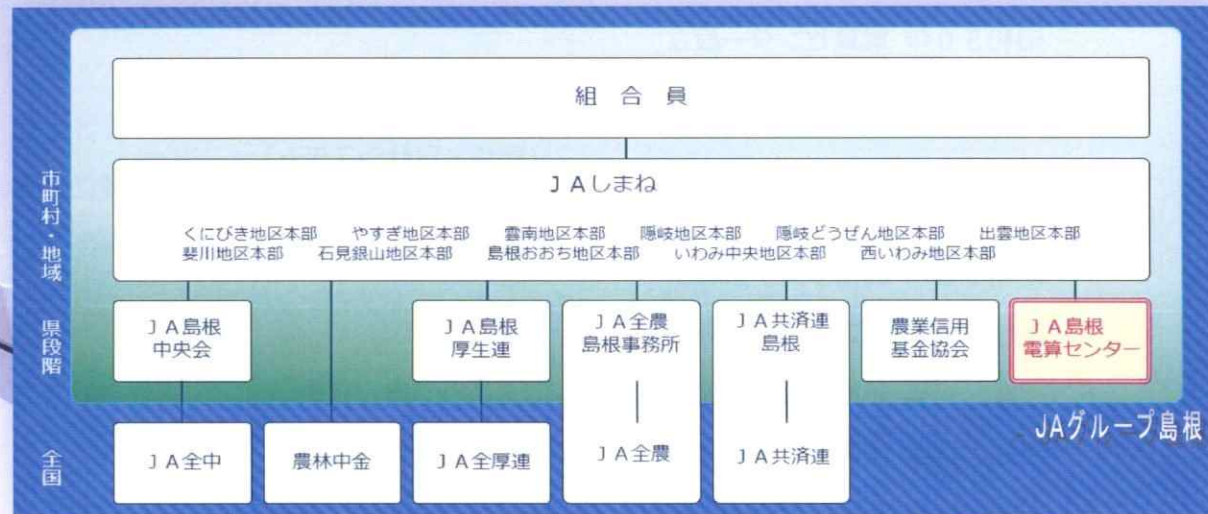 組合員
JAしまね
くにびき地区本部 やすぎ地区本部 雲南地区本部 隠岐地区本部 隠岐どうぜん地区本部 出雲地区本部
斐川地区本部 石見銀山地区本部 島根おおち地区本部 いわみ中央地区本部 西いわみ地区本部
市町村・地域
県段階
JA島根
中央会
JA島根
厚生連
JA全農
島根事務所
JA共済連
島根
農業信用
基金協会
JA島根
電算センター
JAグループ島根
全国
JA全中
農林中金
JA全厚連
JA全農
JA共済連